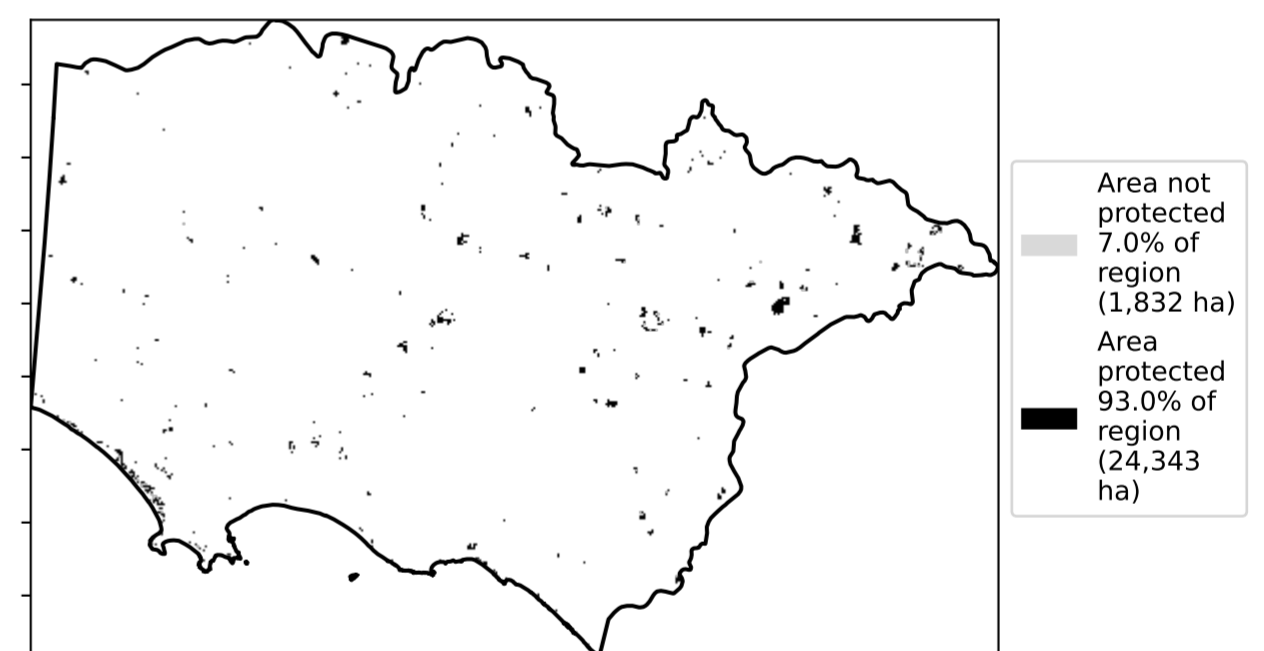 Area not
protected
7.0% of
region
(1,832 ha)
Area
protected
93.0% of
region
(24,343
ha)